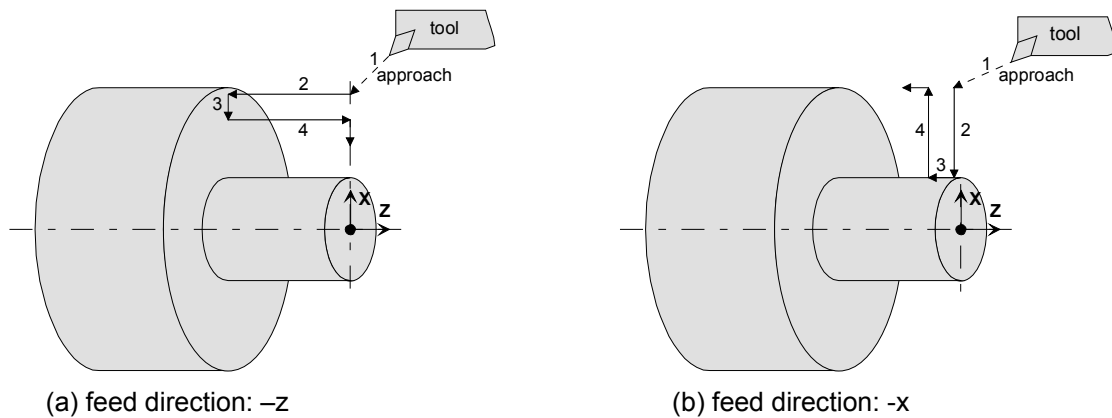 tool
1
approach
2
3
4
X
Z
(a) feed direction: –z
tool
1
approach
4
2
3
X
Z
(b) feed direction: -x